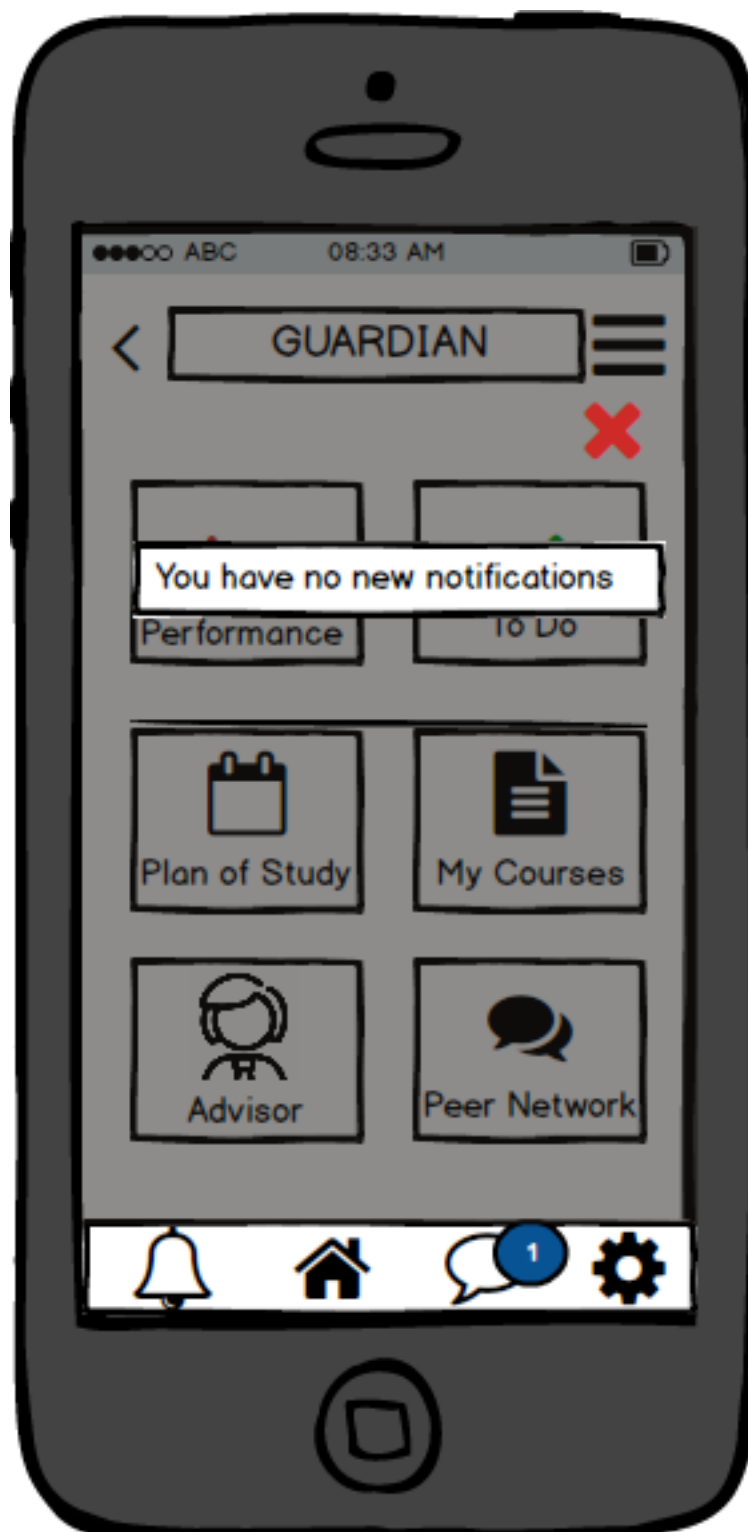 ABC 08:33 AM
GUARDIAN
You have no new notifications
Performance To Do
Plan of Study My Courses
Advisor Peer Network
1